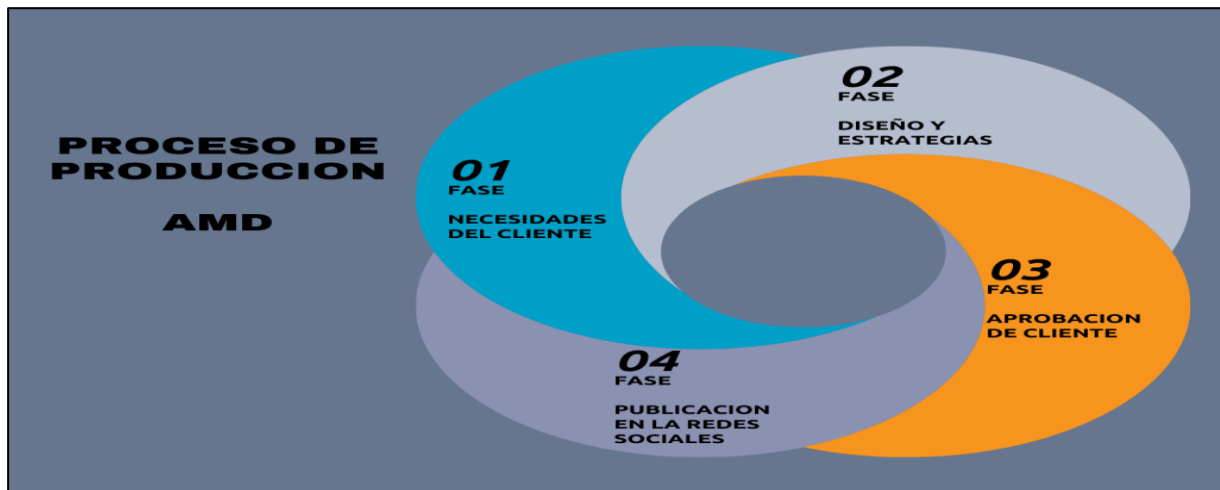 PROCESO DE
PRODUCCION
AMD
01
FASE
NECESIDADES
DEL CLIENTE
02
FASE
DISEÑO Y
ESTRATEGIAS
03
FASE
APROBACION
DE CLIENTE
04
FASE
PUBLICACION
EN LA REDES
SOCIALES